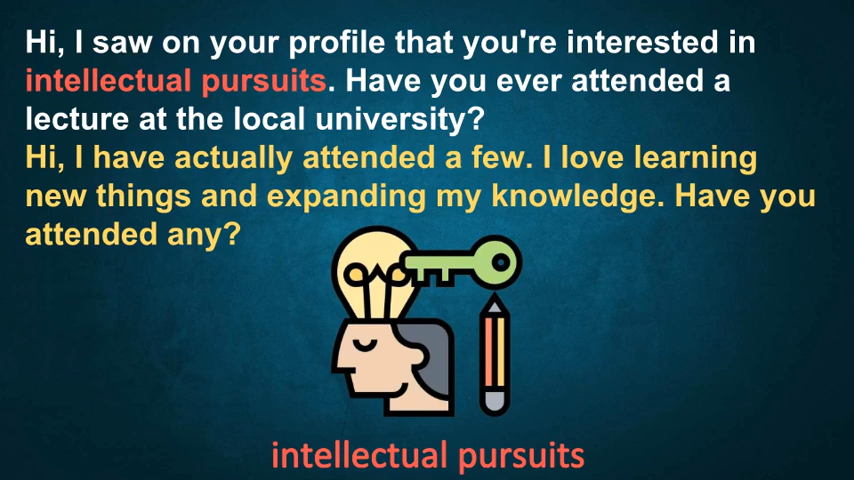 Hi, I saw on your profile that you're interested in
intellectual pursuits. Have you ever attended a
lecture at the local university?
Hi, I have actually attended a few. I love learning
new things and expanding my knowledge. Have you
attended any?
intellectual pursuits